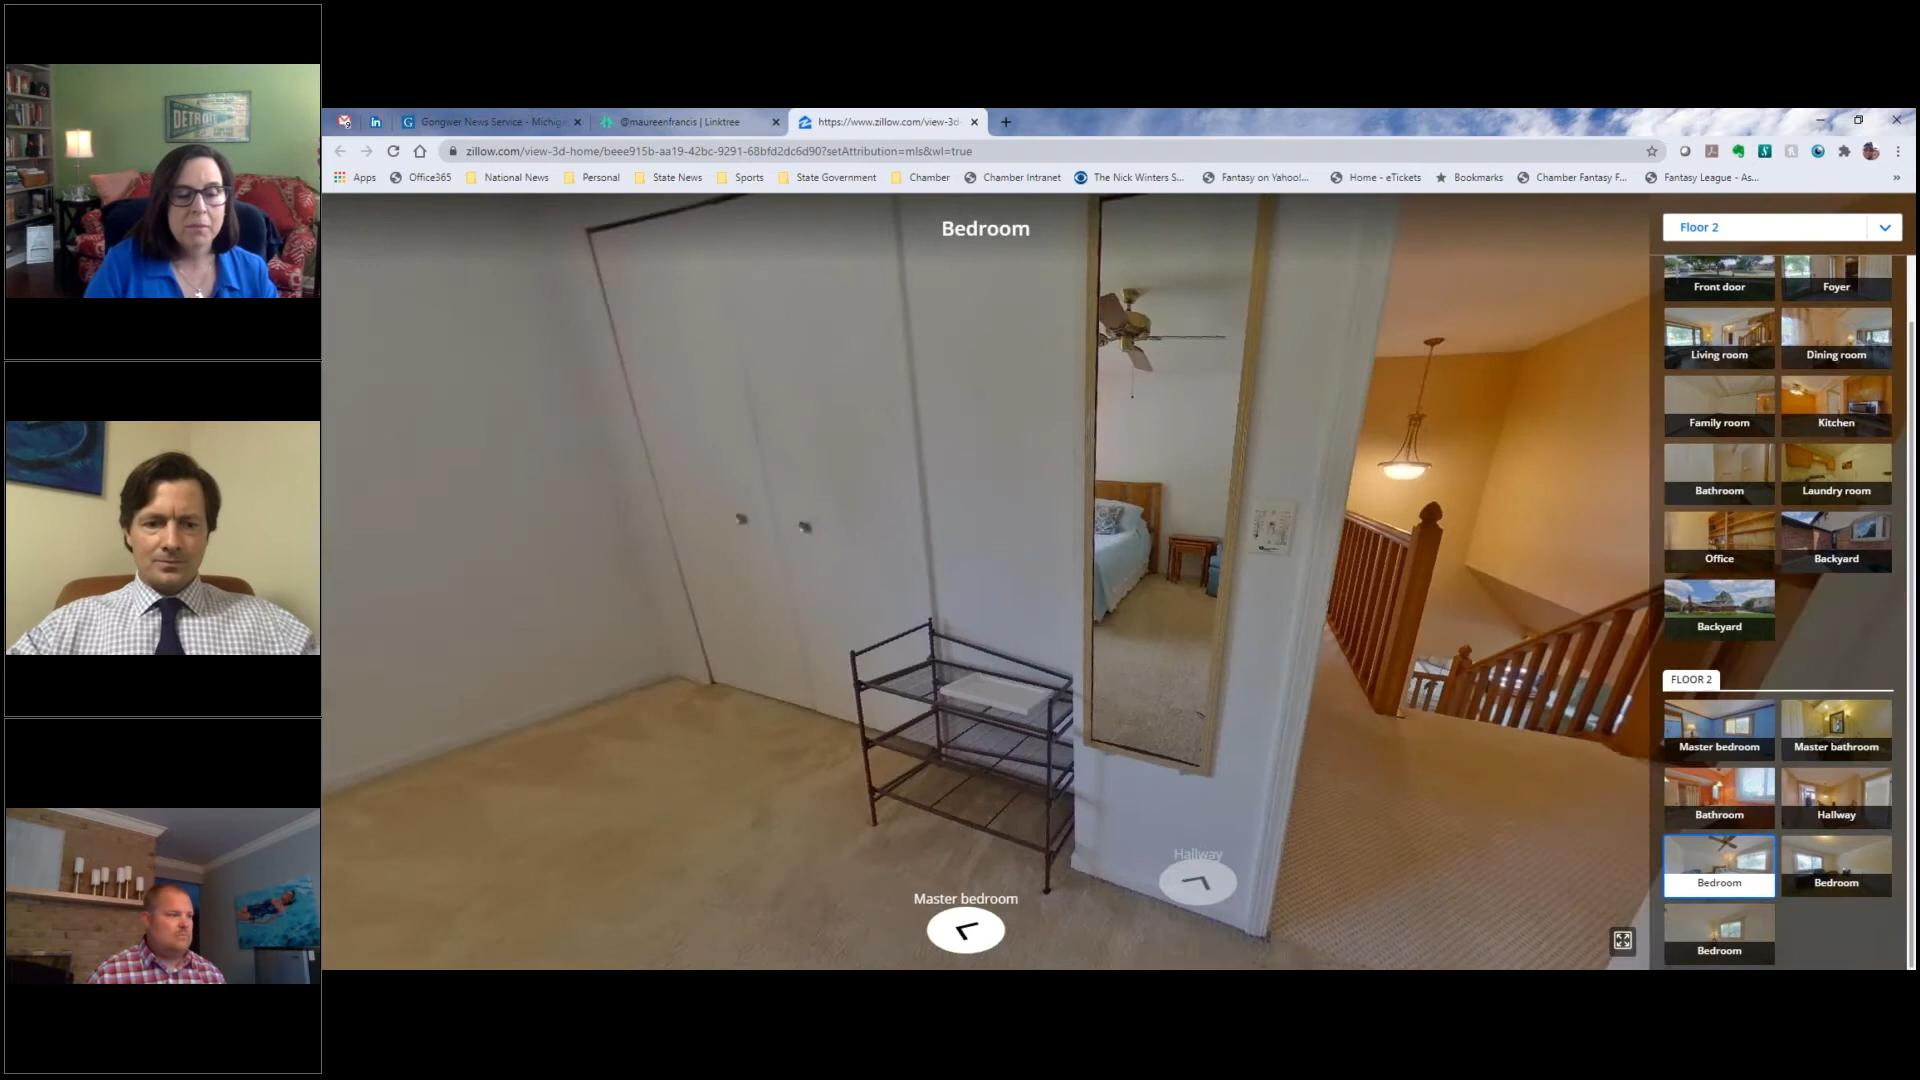 DETROIT
Gongwer News Service - Michig
@maureenfrancis | Linktree
https://www.zillow.com/view-3d-
zillow.com/view-3d-home/beee915b-aa19-42bc-9291-68bfd2dc6d90?setAttribution=mls&wl=true
Apps
Office365
National News
Personal
State News
Sports
State Government
Chamber
Chamber Intranet
The Nick Winters S...
Fantasy on Yahoo!...
Home - eTickets
Bookmarks
Chamber Fantasy F...
Fantasy League - As...
»
Bedroom
Floor 2
Front door
Foyer
Living room
Dining room
Family room
Kitchen
Bathroom
Laundry room
Office
Backyard
Backyard
FLOOR 2
Master bedroom
Master bathroom
Bathroom
Hallway
Bedroom
Bedroom
Bedroom
Hallway
Master bedroom